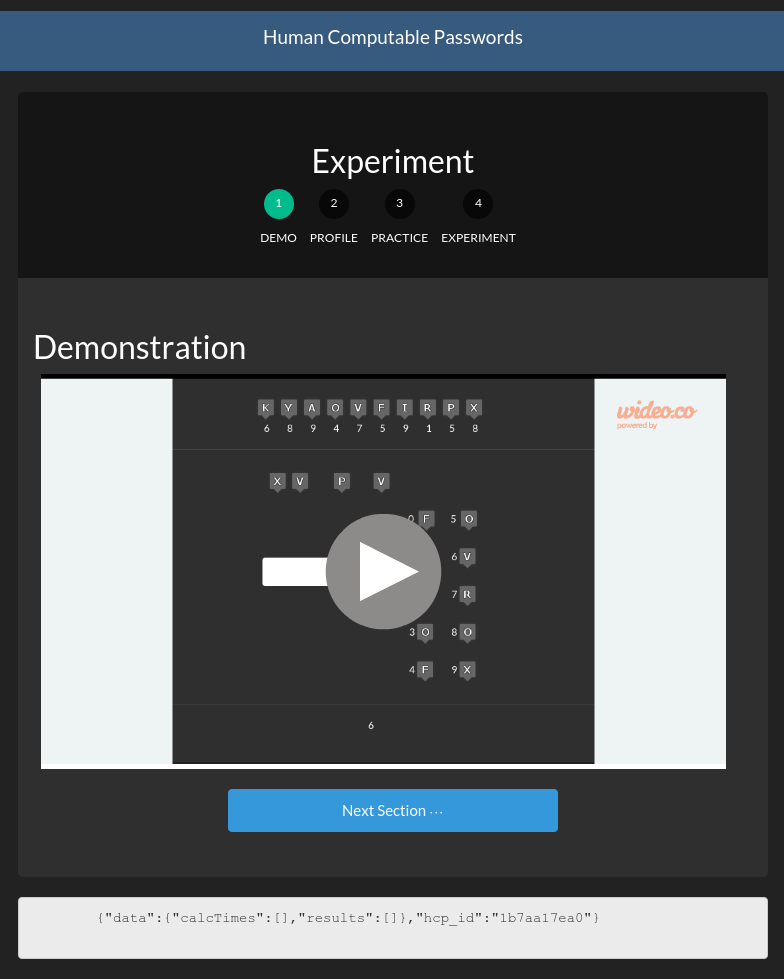 Human Computable Passwords
Experiment
1 2 3 4
DEMO PROFILE PRACTICE EXPERIMENT
Demonstration
K Y A O V F I R P X
6 8 9 4 7 5 9 1 5 8
wideo.co
powered by
X V P V
0 F 5 O
6 V
7 R
3 O 8 O
4 F 9 X
6
Next Section ···
{"data":{"calcTimes":[],"results":[]},"hcp_id":"1b7aa17ea0"}